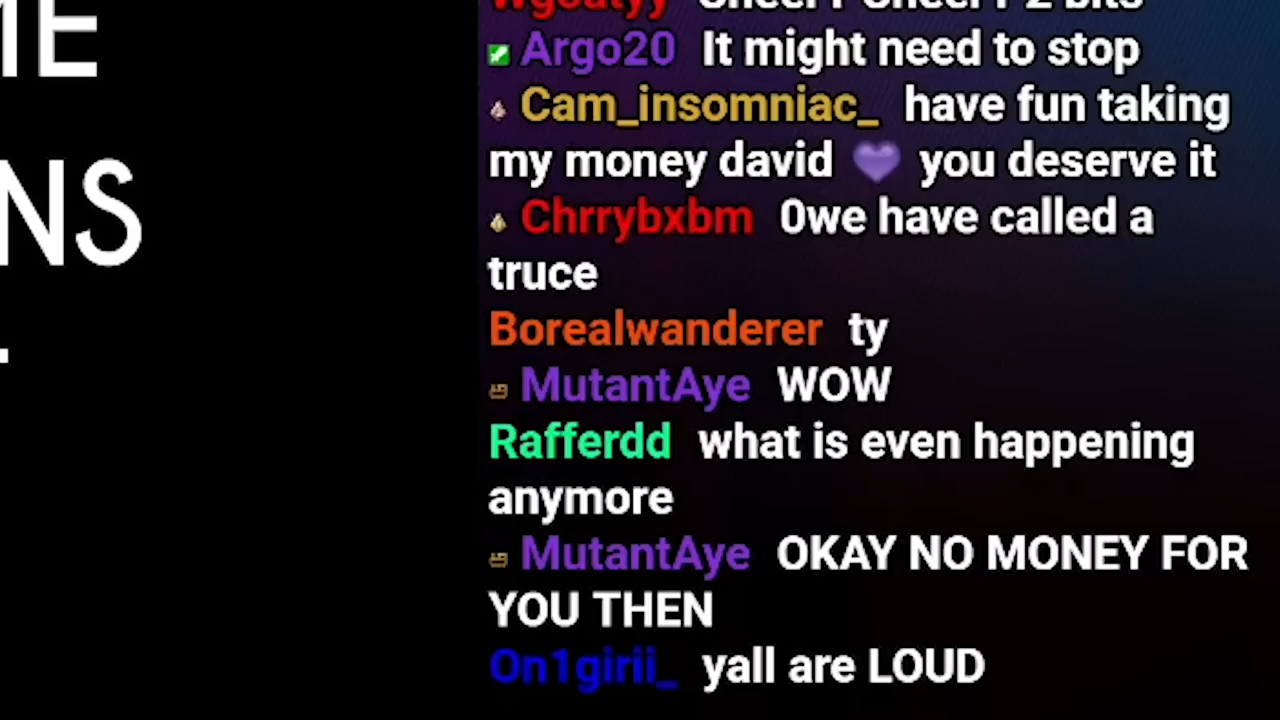 ME
NS
Argo20 It might need to stop
Cam_insomniac_ have fun taking
my money david 💜 you deserve it
Chrrybxbm 0we have called a
truce
Borealwanderer ty
MutantAye WOW
Rafferdd what is even happening
anymore
MutantAye OKAY NO MONEY FOR
YOU THEN
On1girii_ yall are LOUD